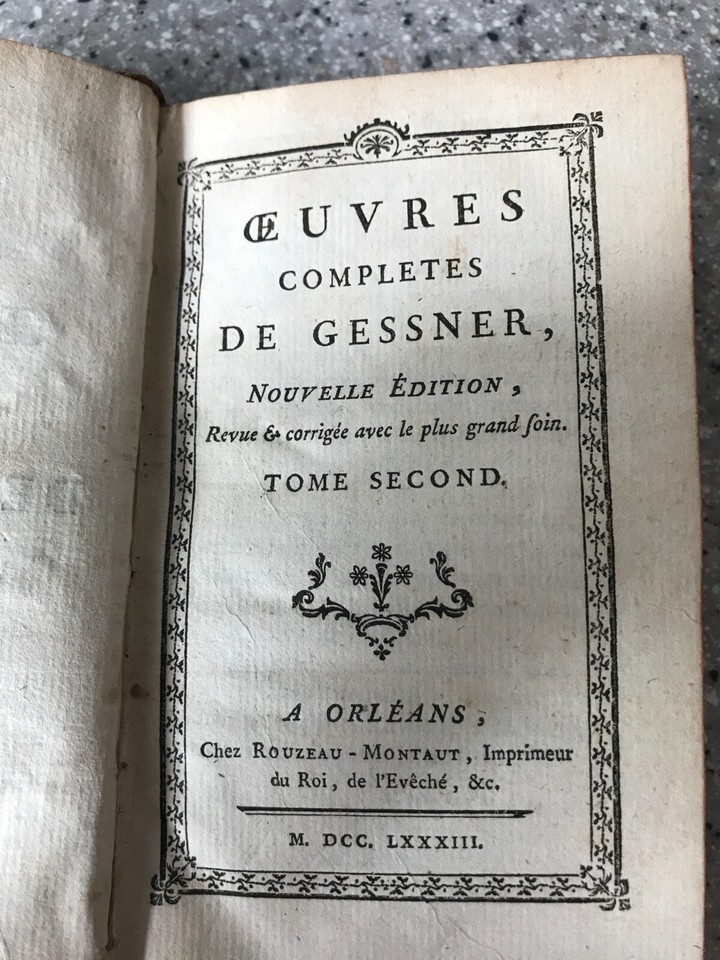 ŒUVRES
COMPLETES
DE GESSNER,
NOUVELLE ÉDITION,
Revue & corrigée avec le plus grand ſoin.
TOME SECOND.
A ORLÉANS,
Chez ROUZEAU-MONTAUT, Imprimeur
du Roi, de l'Evêché, &c.
M. DCC. LXXXIII.